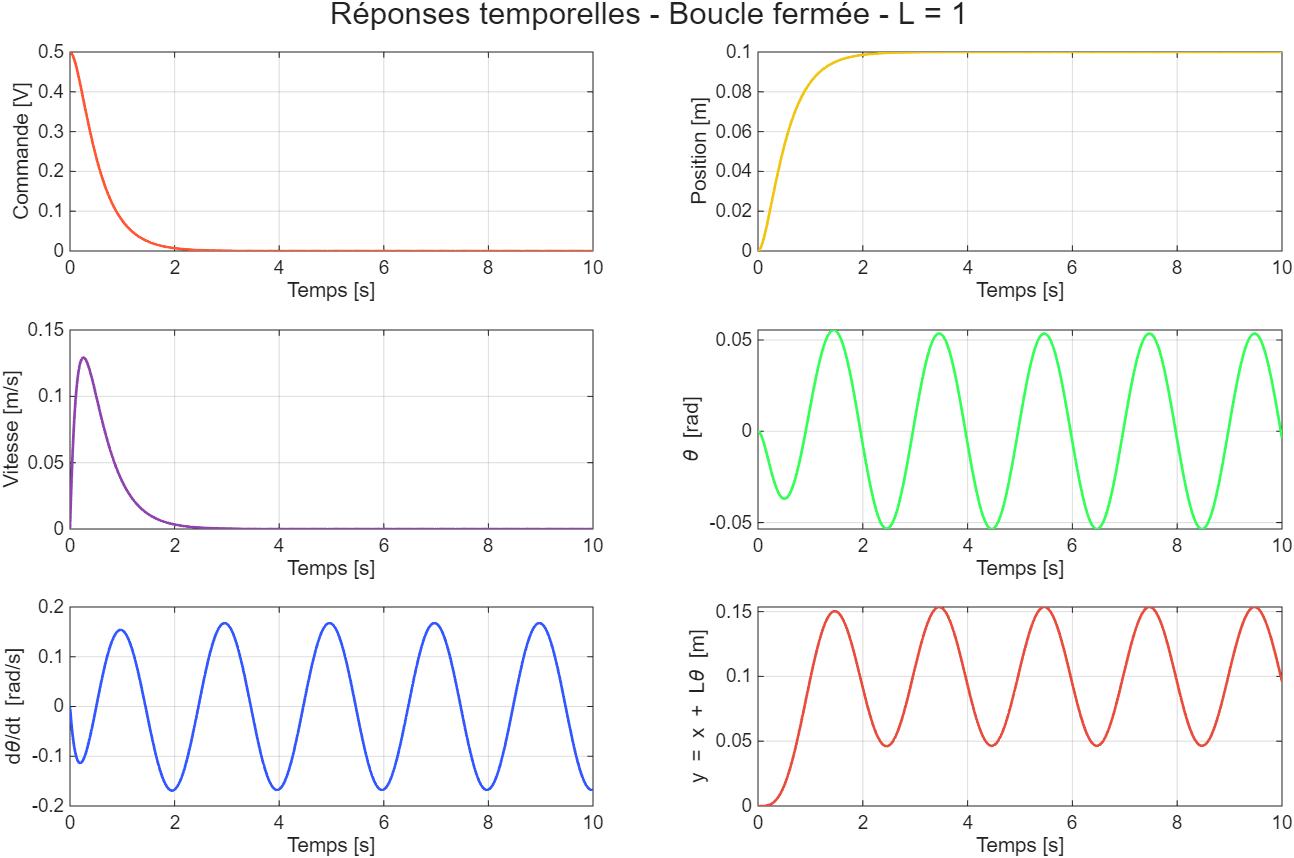 Réponses temporelles - Boucle fermée - L = 1
Commande [V]
0.5
0.4
0.3
0.2
0.1
0
0 2 4 6 8 10
Temps [s]
Position [m]
0.1
0.08
0.06
0.04
0.02
0
0 2 4 6 8 10
Temps [s]
Vitesse [m/s]
0.15
0.1
0.05
0
0 2 4 6 8 10
Temps [s]
θ [rad]
0.05
0
-0.05
0 2 4 6 8 10
Temps [s]
dθ/dt [rad/s]
0.2
0.1
0
-0.1
-0.2
0 2 4 6 8 10
Temps [s]
y = x + Lθ [m]
0.15
0.1
0.05
0
0 2 4 6 8 10
Temps [s]